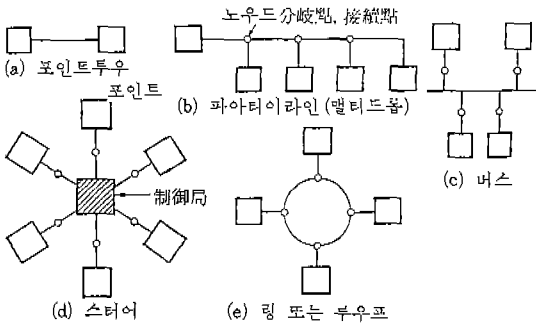 노우드分岐點, 接續點
(a) 포인트투우
포인트
(b) 파아티이라인(멀티드롭)
(c) 버스
制御局
(d) 스타어
(e) 링 또는 루우프